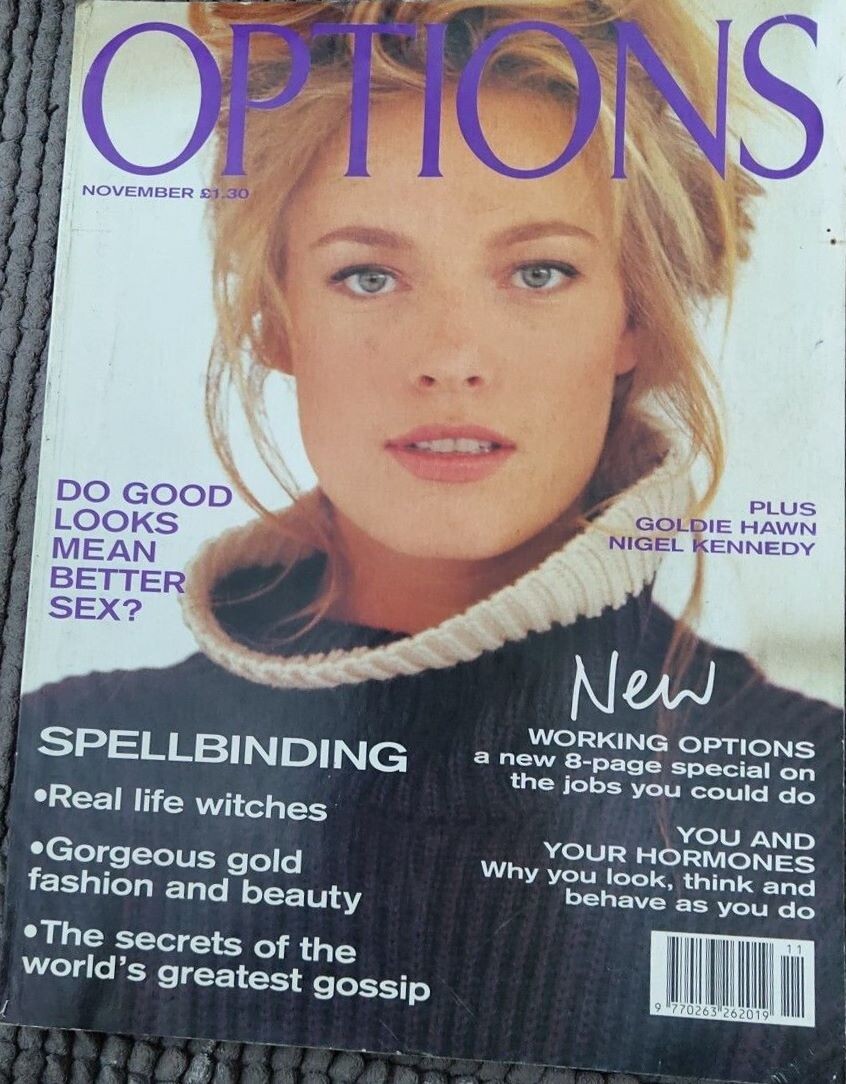 OPTIONS
NOVEMBER £1.30
DO GOOD
LOOKS
MEAN
BETTER
SEX?
PLUS
GOLDIE HAWN
NIGEL KENNEDY
SPELLBINDING
•Real life witches
•Gorgeous gold
fashion and beauty
•The secrets of the
world's greatest gossip
New
WORKING OPTIONS
a new 8-page special on
the jobs you could do
YOU AND
YOUR HORMONES
Why you look, think and
behave as you do
11
9 770263 262019